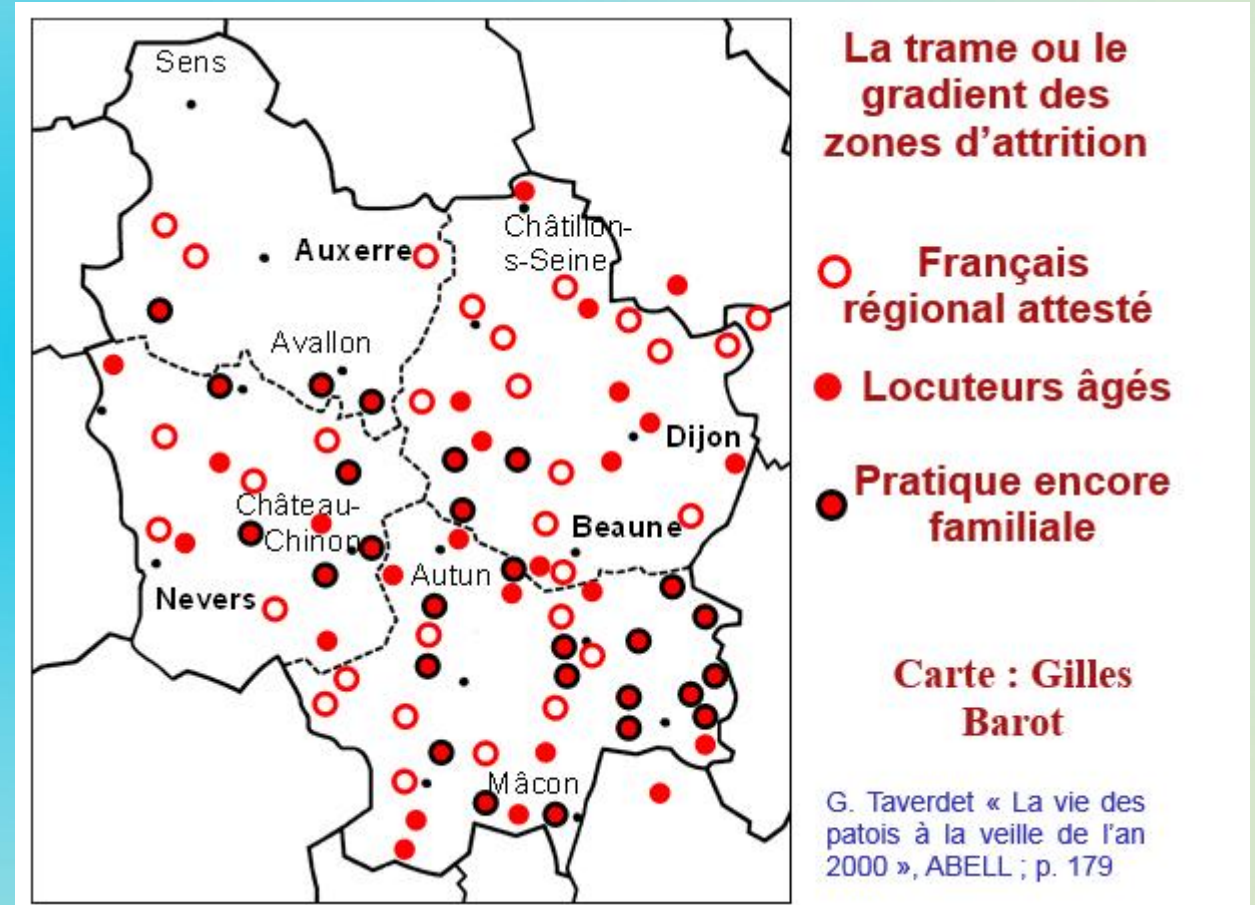 Sens
Auxerre
Châtillon-
s-Seine
Avallon
Dijon
Château-
Chinon
Beaune
Autun
Nevers
Mâcon
La trame ou le
gradient des
zones d’attrition
Français
régional attesté
Locuteurs âgés
Pratique encore
familiale
Carte : Gilles
Barot
G. Taverdet « La vie des
patois à la veille de l’an
2000 », ABELL ; p. 179